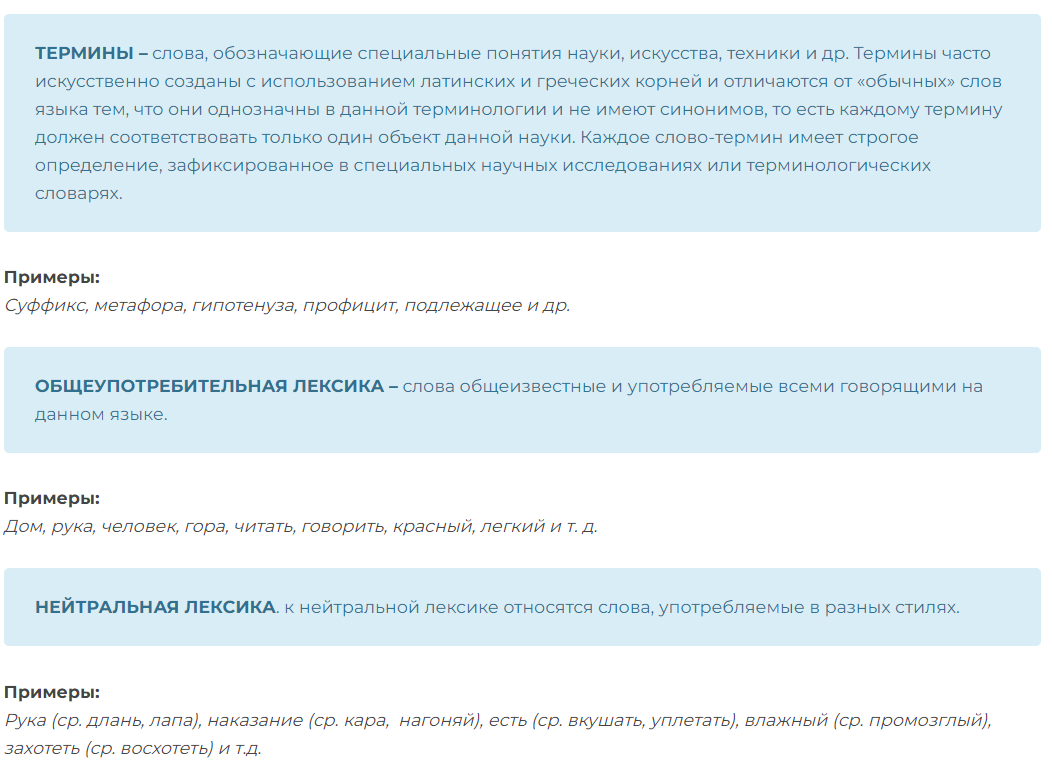 ТЕРМИНЫ – слова, обозначающие специальные понятия науки, искусства, техники и др. Термины часто
искусственно созданы с использованием латинских и греческих корней и отличаются от «обычных» слов
языка тем, что они однозначны в данной терминологии и не имеют синонимов, то есть каждому термину
должен соответствовать только один объект данной науки. Каждое слово-термин имеет строгое
определение, зафиксированное в специальных научных исследованиях или терминологических
словарях.
Примеры:
Суффикс, метафора, гипотенуза, профицит, подлежащее и др.
ОБЩЕУПОТРЕБИТЕЛЬНАЯ ЛЕКСИКА – слова общеизвестные и употребляемые всеми говорящими на
данном языке.
Примеры:
Дом, рука, человек, гора, читать, говорить, красный, легкий и т. д.
НЕЙТРАЛЬНАЯ ЛЕКСИКА. к нейтральной лексике относятся слова, употребляемые в разных стилях.
Примеры:
Рука (ср. длань, лапа), наказание (ср. кара,  нагоняй), есть (ср. вкушать, уплетать), влажный (ср. промозглый),
захотеть (ср. восхотеть) и т.д.